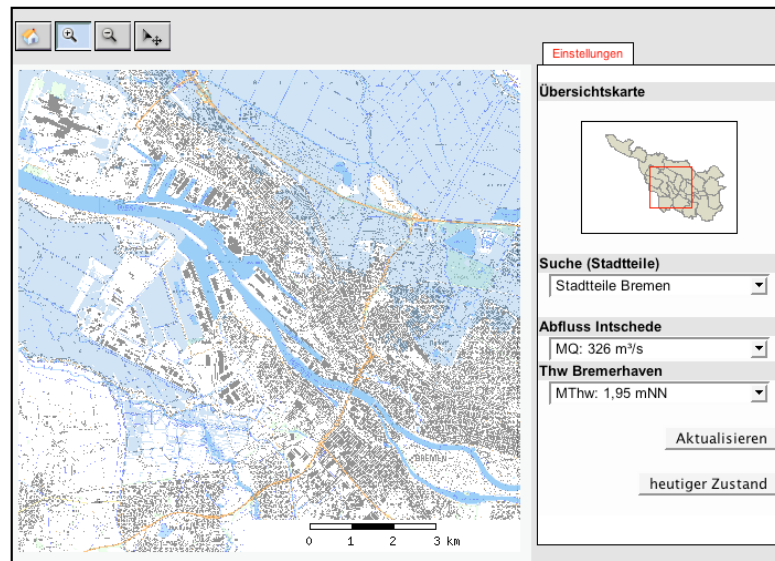 Einstellungen
Übersichtskarte
Suche (Stadtteile)
Stadtteile Bremen
Abfluss Intschede
MQ: 326 m³/s
Thw Bremerhaven
MThw: 1,95 mNN
Aktualisieren
heutiger Zustand
BREMEN
0 1 2 3 km